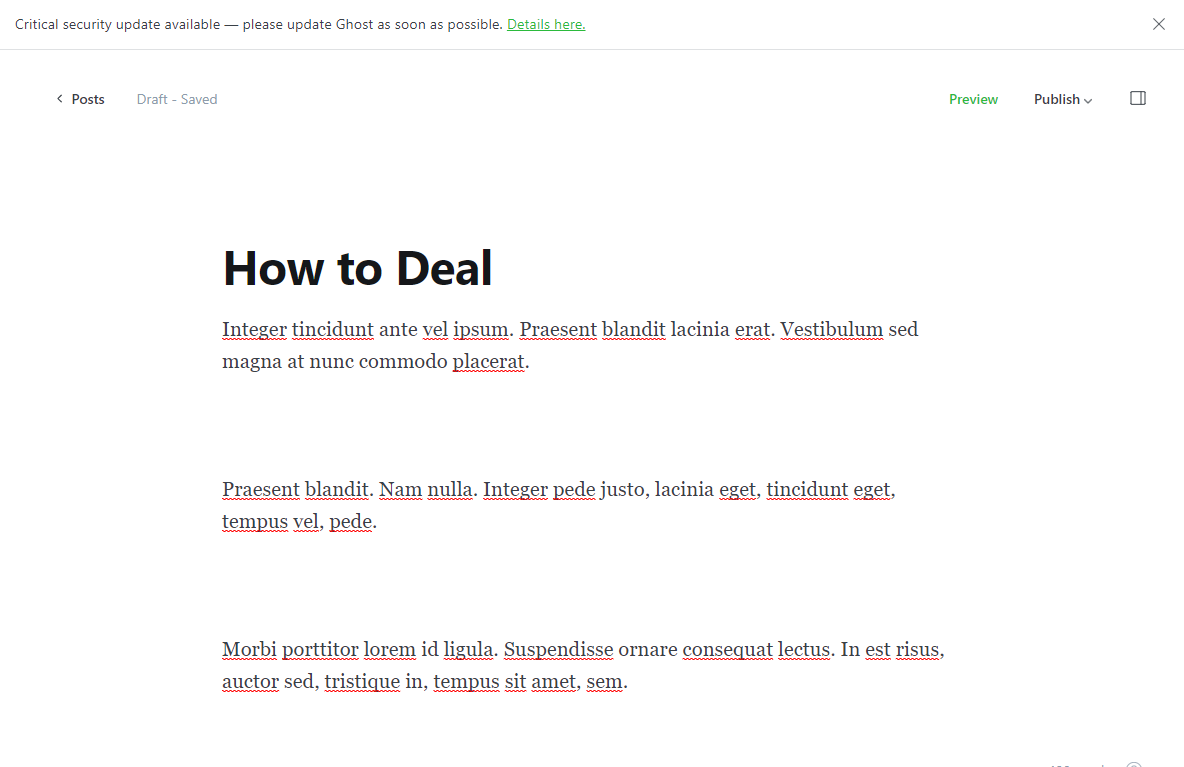 Critical security update available — please update Ghost as soon as possible. Details here.
Posts Draft - Saved Preview Publish
How to Deal
Integer tincidunt ante vel ipsum. Praesent blandit lacinia erat. Vestibulum sed
magna at nunc commodo placerat.
Praesent blandit. Nam nulla. Integer pede justo, lacinia eget, tincidunt eget,
tempus vel, pede.
Morbi porttitor lorem id ligula. Suspendisse ornare consequat lectus. In est risus,
auctor sed, tristique in, tempus sit amet, sem.